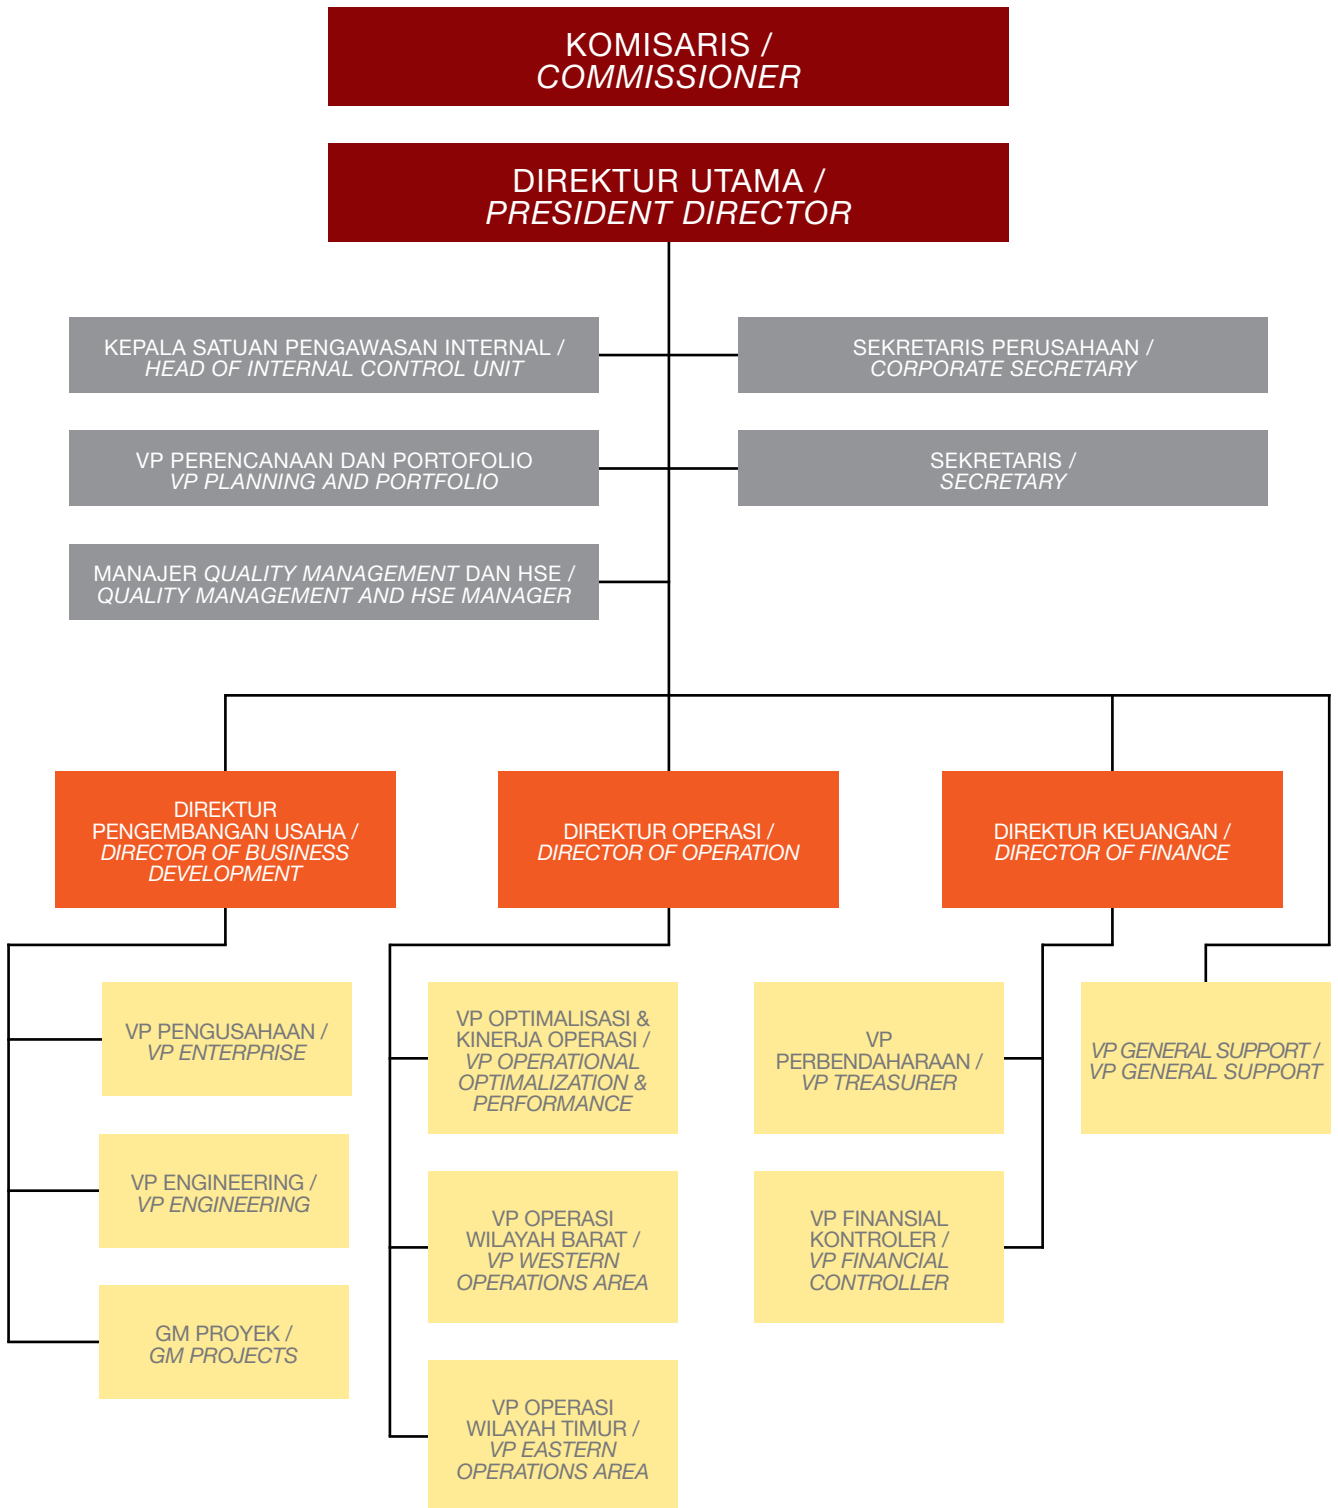 KOMISARIS /
COMMISSIONER
DIREKTUR UTAMA /
PRESIDENT DIRECTOR
KEPALA SATUAN PENGAWASAN INTERNAL /
HEAD OF INTERNAL CONTROL UNIT
SEKRETARIS PERUSAHAAN /
CORPORATE SECRETARY
VP PERENCANAAN DAN PORTOFOLIO
VP PLANNING AND PORTFOLIO
SEKRETARIS /
SECRETARY
MANAJER QUALITY MANAGEMENT DAN HSE /
QUALITY MANAGEMENT AND HSE MANAGER
DIREKTUR
PENGEMBANGAN USAHA /
DIRECTOR OF BUSINESS
DEVELOPMENT
DIREKTUR OPERASI /
DIRECTOR OF OPERATION
DIREKTUR KEUANGAN /
DIRECTOR OF FINANCE
VP PENGUSAHAAN /
VP ENTERPRISE
VP ENGINEERING /
VP ENGINEERING
GM PROYEK /
GM PROJECTS
VP OPTIMALISASI &
KINERJA OPERASI /
VP OPERATIONAL
OPTIMALIZATION &
PERFORMANCE
VP OPERASI
WILAYAH BARAT /
VP WESTERN
OPERATIONS AREA
VP OPERASI
WILAYAH TIMUR /
VP EASTERN
OPERATIONS AREA
VP
PERBENDAHARAAN /
VP TREASURER
VP FINANSIAL
KONTROLER /
VP FINANCIAL
CONTROLLER
VP GENERAL SUPPORT /
VP GENERAL SUPPORT